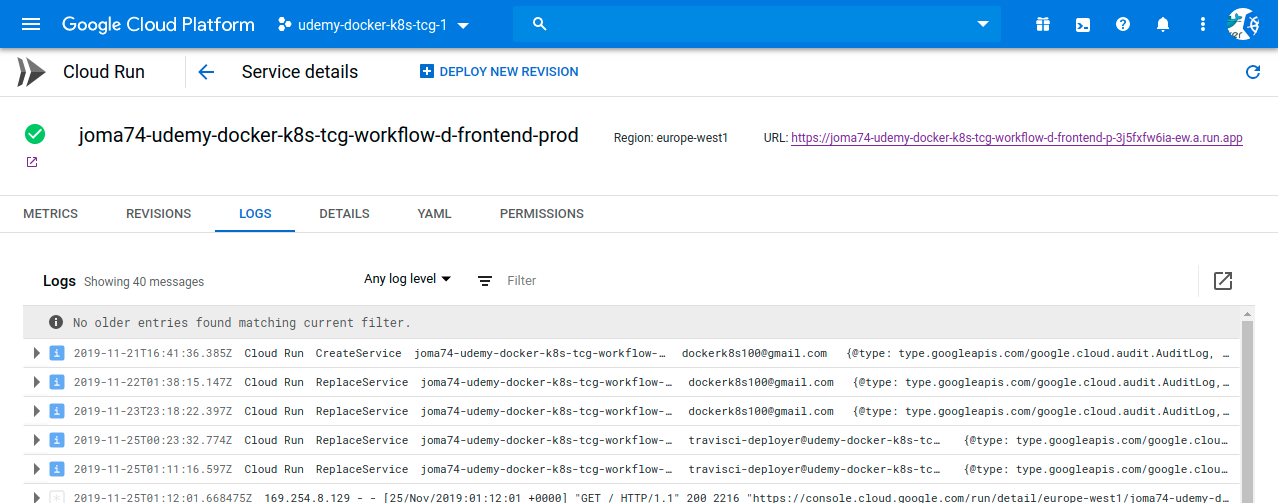 Google Cloud Platform udemy-docker-k8s-tcg-1
Cloud Run Service details DEPLOY NEW REVISION
joma74-udemy-docker-k8s-tcg-workflow-d-frontend-prod Region: europe-west1 URL: https://joma74-udemy-docker-k8s-tcg-workflow-d-frontend-p-3j5fxfw6ia-ew.a.run.app
METRICS REVISIONS LOGS DETAILS YAML PERMISSIONS
Logs Showing 40 messages Any log level Filter
No older entries found matching current filter.
2019-11-21T16:41:36.385Z Cloud Run CreateService joma74-udemy-docker-k8s-tcg-workflow-… dockerk8s100@gmail.com {@type: type.googleapis.com/google.cloud.audit.AuditLog, …
2019-11-22T01:38:15.147Z Cloud Run ReplaceService joma74-udemy-docker-k8s-tcg-workflow-… dockerk8s100@gmail.com {@type: type.googleapis.com/google.cloud.audit.AuditLog,…
2019-11-23T23:18:22.397Z Cloud Run ReplaceService joma74-udemy-docker-k8s-tcg-workflow-… dockerk8s100@gmail.com {@type: type.googleapis.com/google.cloud.audit.AuditLog,…
2019-11-25T00:23:32.774Z Cloud Run ReplaceService joma74-udemy-docker-k8s-tcg-workflow-… travisci-deployer@udemy-docker-k8s-tc… {@type: type.googleapis.com/google.clou…
2019-11-25T01:11:16.597Z Cloud Run ReplaceService joma74-udemy-docker-k8s-tcg-workflow-… travisci-deployer@udemy-docker-k8s-tc… {@type: type.googleapis.com/google.clou…
2019-11-25T01:12:01.668475Z 169.254.8.129 - - [25/Nov/2019:01:12:01 +0000] "GET / HTTP/1.1" 200 2216 "https://console.cloud.google.com/run/detail/europe-west1/joma74-udemy-d…